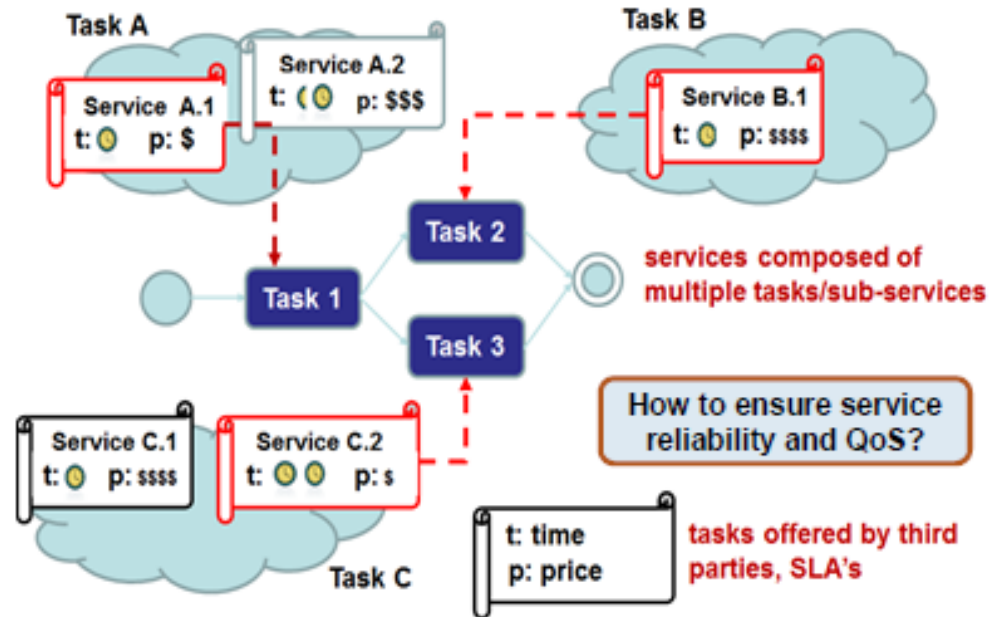 Task A
Task B
Service A.2
t: p: $$$
Service A.1
t: p: $
Service B.1
t: p: $$$$
Task 2
services composed of
multiple tasks/sub-services
Task 1
Task 3
How to ensure service
reliability and QoS?
Service C.1
t: p: $$$$
Service C.2
t: p: $
t: time
p: price
tasks offered by third
parties, SLA's
Task C